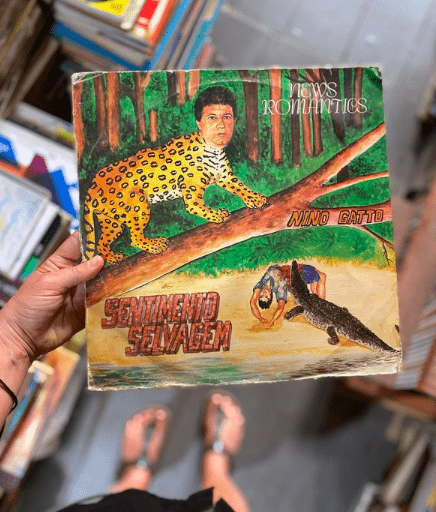 NEWS
ROMANTICS
NINO GATTO
SENTIMENTO
SELVAGEM